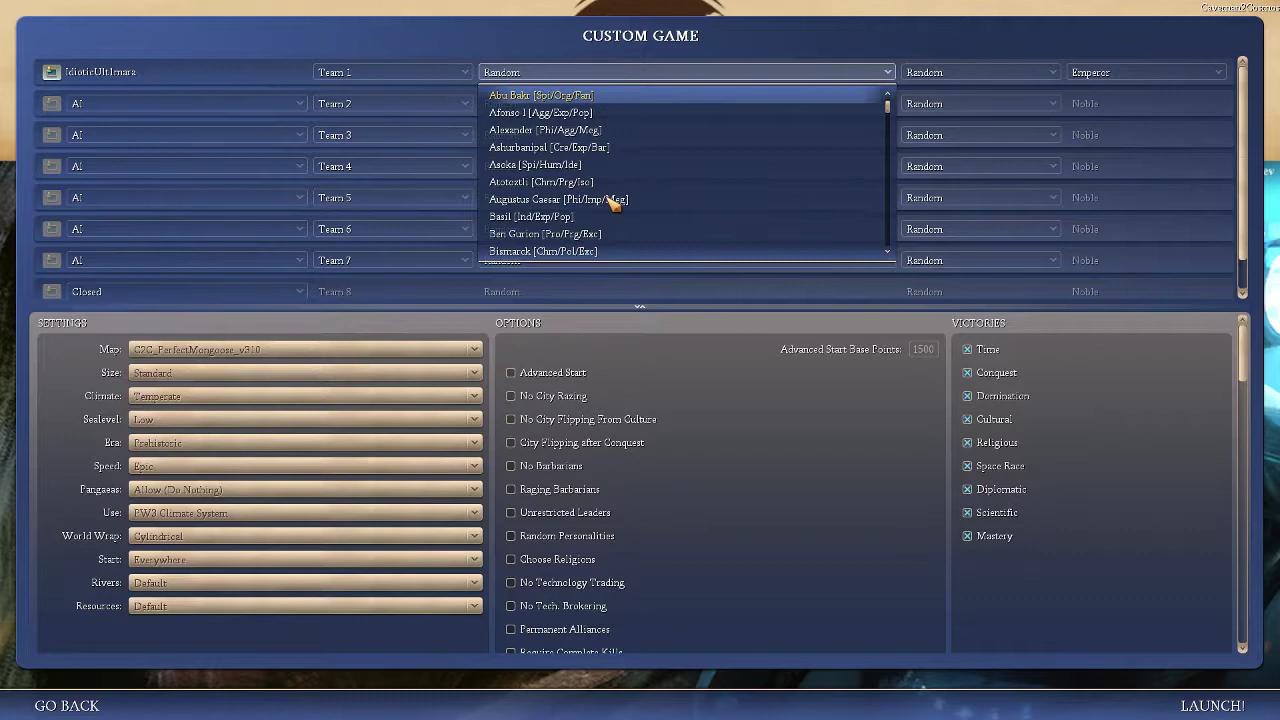 Caveman2Cosmos
CUSTOM GAME
IdioticUltimara Team 1 Random Random Emperor
Abu Bakr [Spi/Org/Fan]
AI Team 2 Random Noble
Afonso I [Agg/Exp/Pop]
Alexander [Phi/Agg/Meg]
AI Team 3 Random Noble
Ashurbanipal [Cre/Exp/Bar]
Asoka [Spi/Hum/Ide]
AI Team 4 Random Noble
Atotoztli [Chm/Prg/Iso]
Augustus Caesar [Phi/Imp/Meg]
AI Team 5 Random Noble
Basil [Ind/Exp/Pop]
AI Team 6 Random Noble
Ben Gurion [Pro/Prg/Exc]
Bismarck [Chm/Pol/Exc]
AI Team 7 Random Random Noble
Closed Team 8 Random Random Noble
SETTINGS
Map: C2C_PerfectMongoose_v310
Size: Standard
Climate: Temperate
Sealevel: Low
Era: Prehistoric
Speed: Epic
Pangaeas: Allow (Do Nothing)
Use: PW3 Climate System
World Wrap: Cylindrical
Start: Everywhere
Rivers: Default
Resources: Default
OPTIONS
Advanced Start Base Points: 1500
Advanced Start
No City Razing
No City Flipping From Culture
City Flipping after Conquest
No Barbarians
Raging Barbarians
Unrestricted Leaders
Random Personalities
Choose Religions
No Technology Trading
No Tech. Brokering
Permanent Alliances
Require Complete Kills
VICTORIES
Time
Conquest
Domination
Cultural
Religious
Space Race
Diplomatic
Scientific
Mastery
GO BACK
LAUNCH!